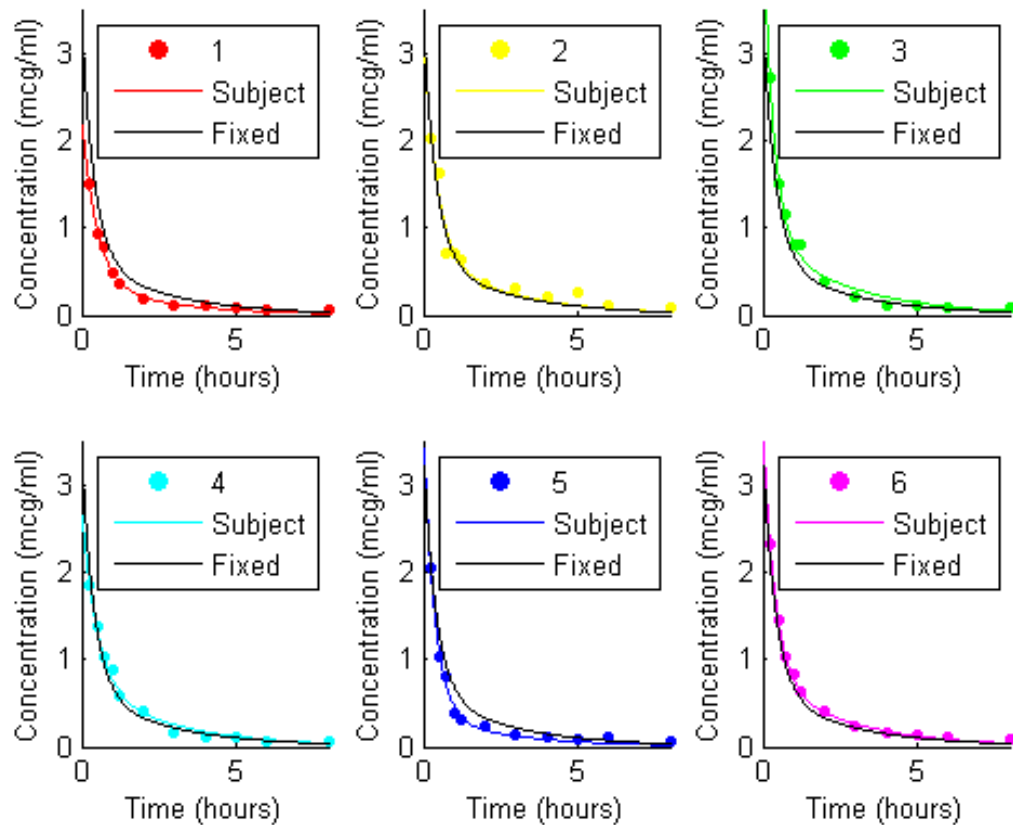 Concentration (mcg/ml)
3
2
1
0
1
Subject
Fixed
0
5
Time (hours)
Concentration (mcg/ml)
3
2
1
0
2
Subject
Fixed
0
5
Time (hours)
Concentration (mcg/ml)
3
2
1
0
3
Subject
Fixed
0
5
Time (hours)
Concentration (mcg/ml)
3
2
1
0
4
Subject
Fixed
0
5
Time (hours)
Concentration (mcg/ml)
3
2
1
0
5
Subject
Fixed
0
5
Time (hours)
Concentration (mcg/ml)
3
2
1
0
6
Subject
Fixed
0
5
Time (hours)